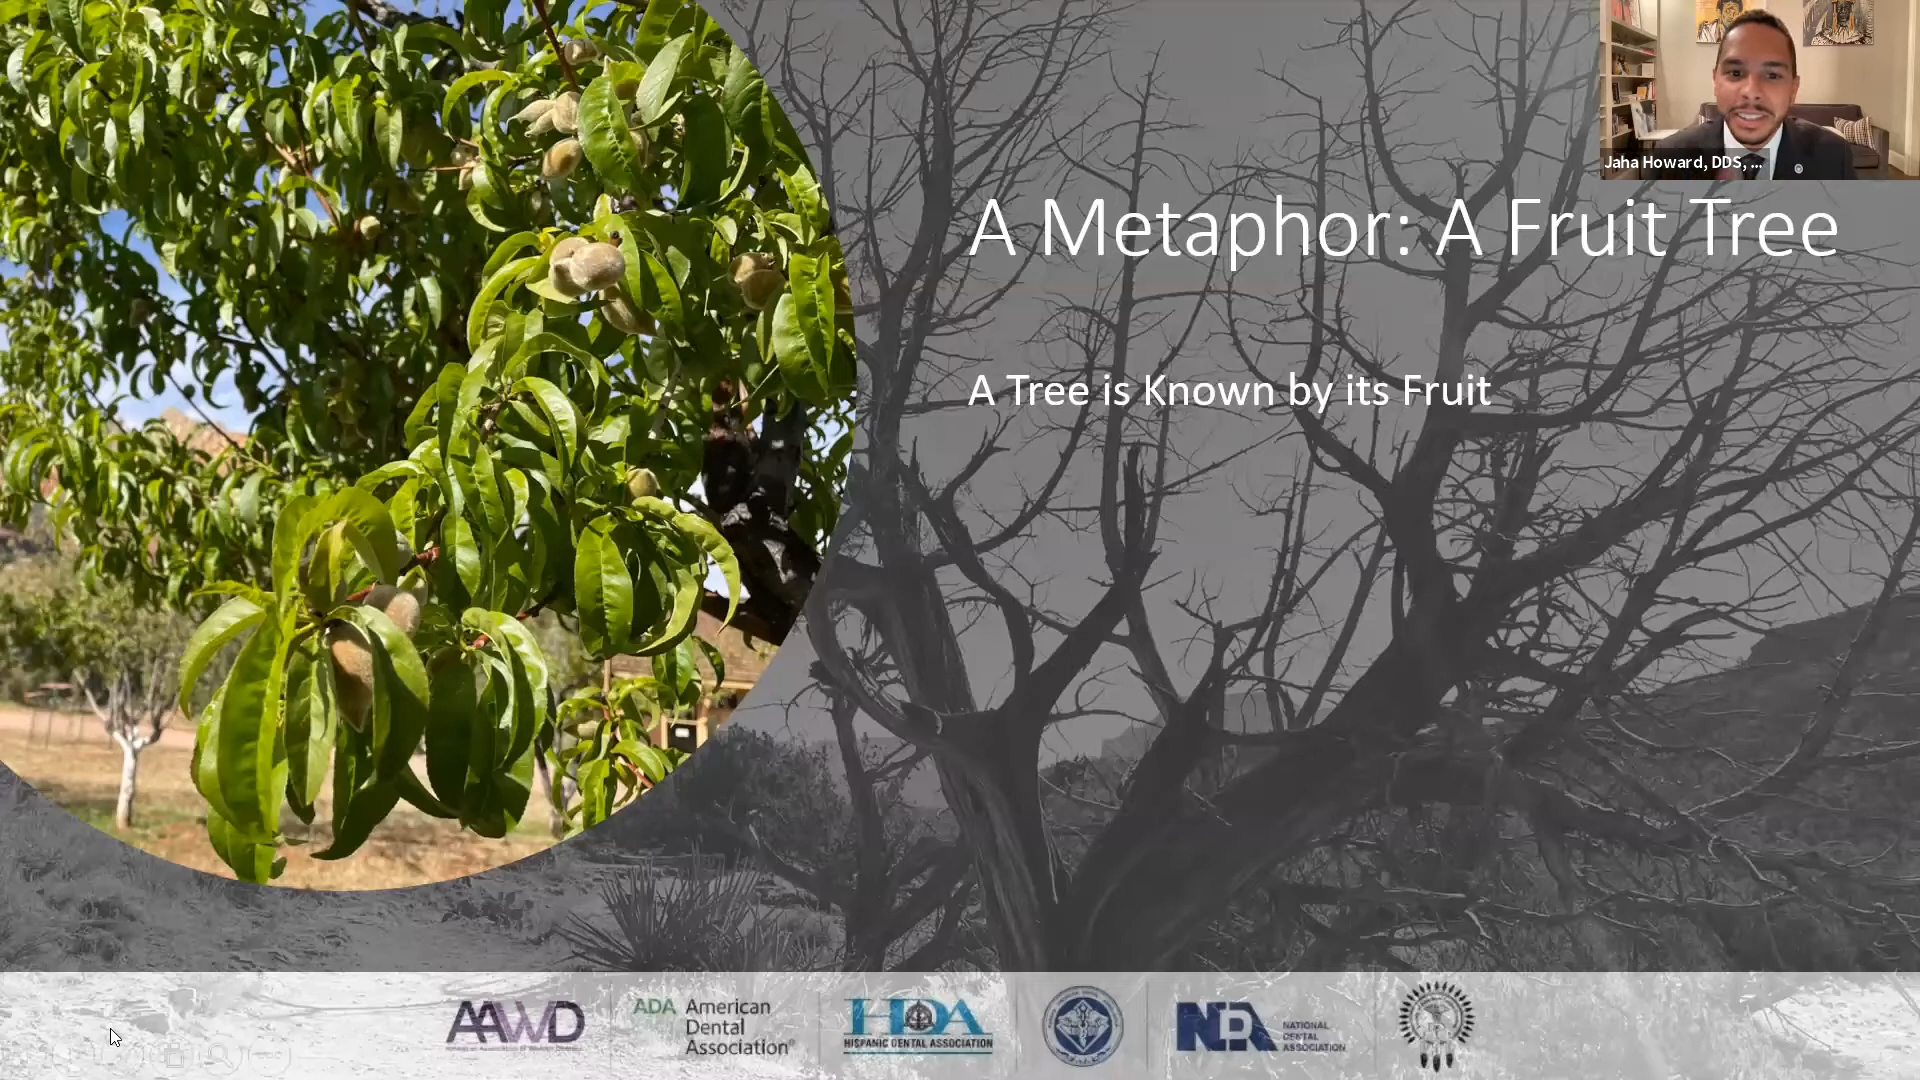 Jaha Howard, DDS, ...
A Metaphor: A Fruit Tree
A Tree is Known by its Fruit
AAWD
ADA American
Dental
Association®
HDA
HISPANIC DENTAL ASSOCIATION
NDA
NATIONAL
DENTAL
ASSOCIATION